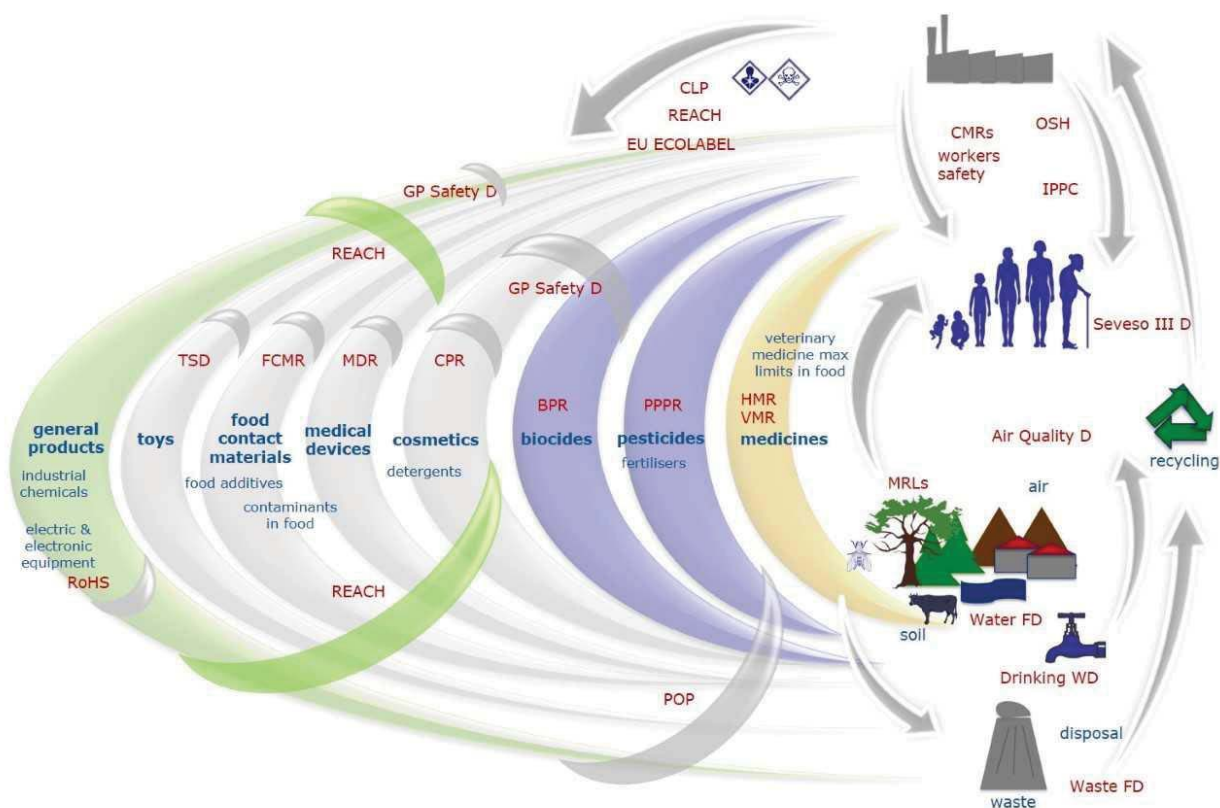 CLP
REACH
EU ECOLABEL
CMRs
workers
safety
OSH
IPPC
GP Safety D
REACH
GP Safety D
Seveso III D
TSD
FCMR
MDR
CPR
veterinary
medicine max
limits in food
BPR
PPPR
HMR
VMR
general
products
toys
food
contact
materials
medical
devices
cosmetics
biocides
pesticides
medicines
industrial
chemicals
food additives
contaminants
in food
detergents
fertilisers
Air Quality D
recycling
MRLs
air
electric &
electronic
equipment
RoHS
REACH
soil
Water FD
Drinking WD
POP
disposal
Waste FD
waste